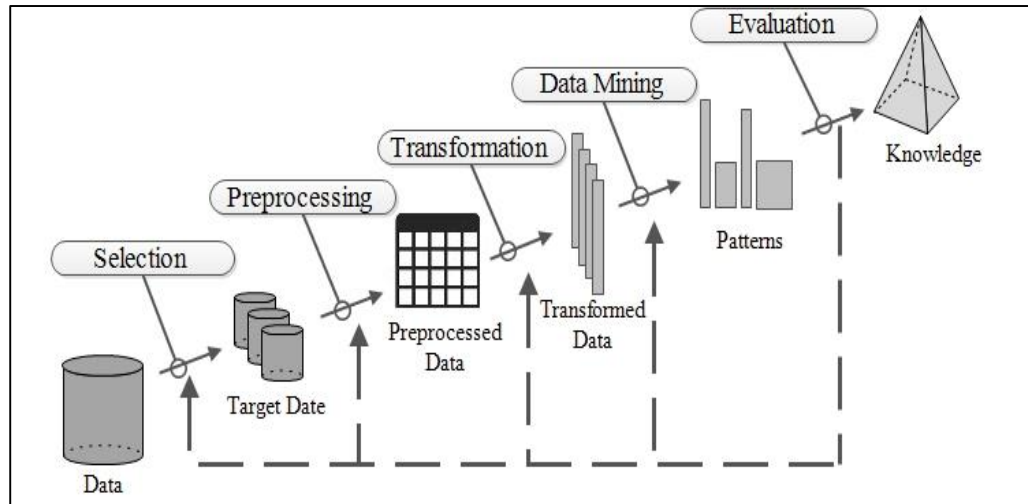 Evaluation
Data Mining
Knowledge
Transformation
Preprocessing
Patterns
Selection
Transformed
Data
Preprocessed
Data
Target Date
Data